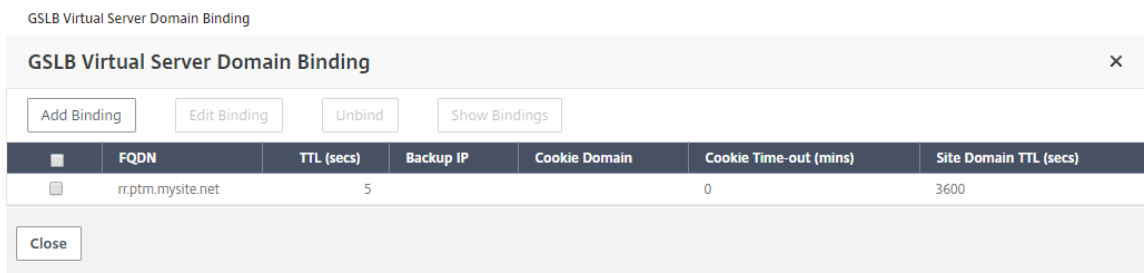 GSLB Virtual Server Domain Binding
GSLB Virtual Server Domain Binding ×
Add Binding Edit Binding Unbind Show Bindings
FQDN TTL (secs) Backup IP Cookie Domain Cookie Time-out (mins) Site Domain TTL (secs)
rr.ptm.mysite.net 5 0 3600
Close